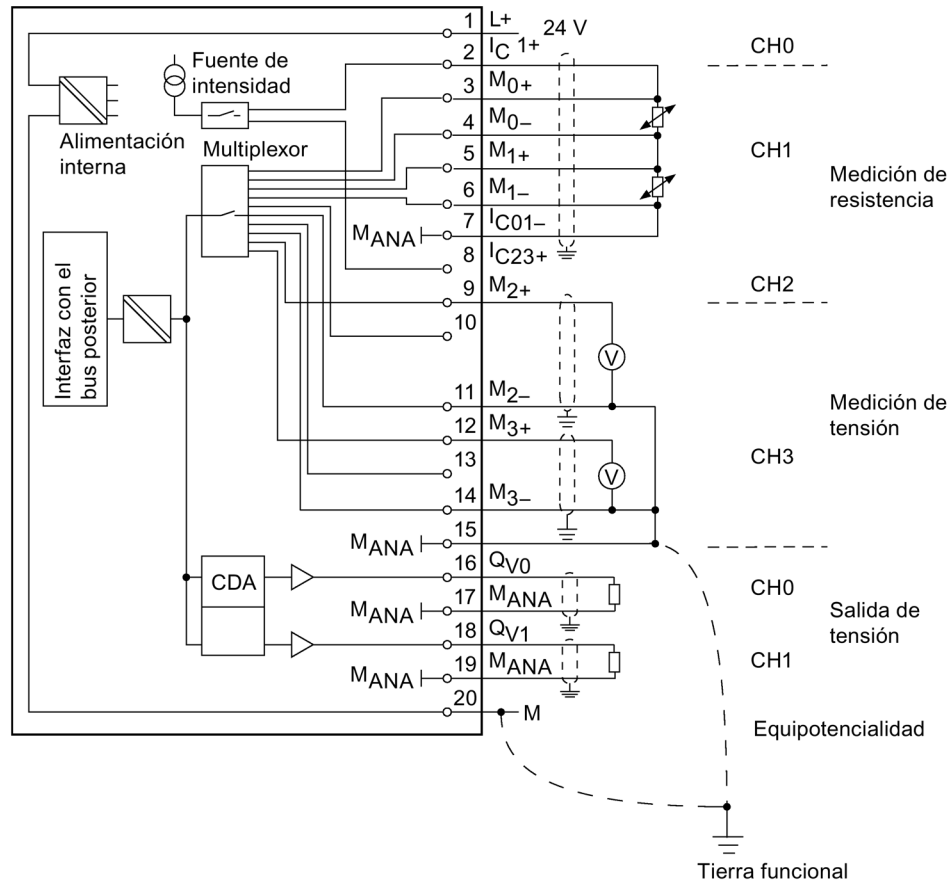 1 L+ 24 V
2 IC 1+ CH0
Fuente de
intensidad
3 M0+
4 M0–
Alimentación
interna
Multiplexor
5 M1+ CH1
6 M1– Medición de
resistencia
MANA 7 IC01–
8 IC23+
9 M2+ CH2
Interfaz con el
bus posterior
10
V
11 M2– Medición de
tensión
12 M3+
13 CH3
V
14 M3–
MANA 15
CDA 16 QV0 CH0
MANA 17 MANA Salida de
tensión
18 QV1
MANA 19 MANA CH1
20 M
Equipotencialidad
Tierra funcional